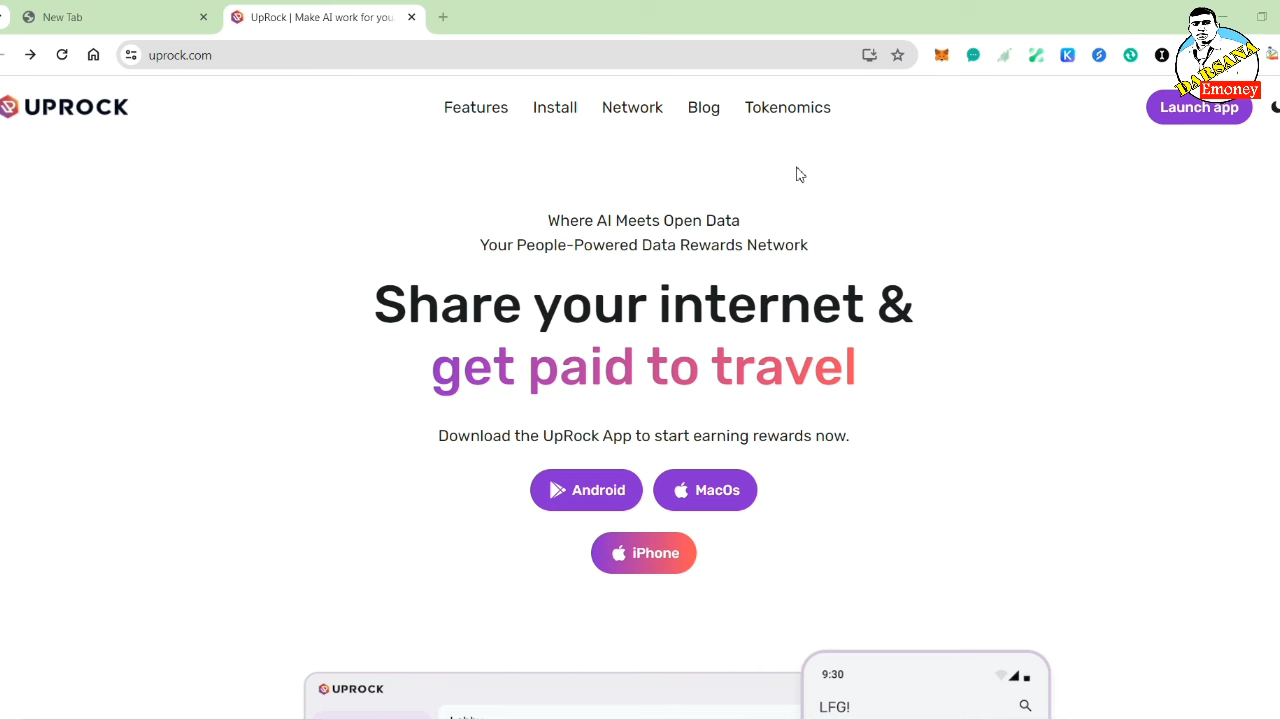 New Tab
UpRock | Make AI work for you
uprock.com
DARSANA
Emoney
UPROCK
Features
Install
Network
Blog
Tokenomics
Launch app
Where AI Meets Open Data
Your People-Powered Data Rewards Network
Share your internet &
get paid to travel
Download the UpRock App to start earning rewards now.
Android
MacOs
iPhone
UPROCK
9:30
LFG!